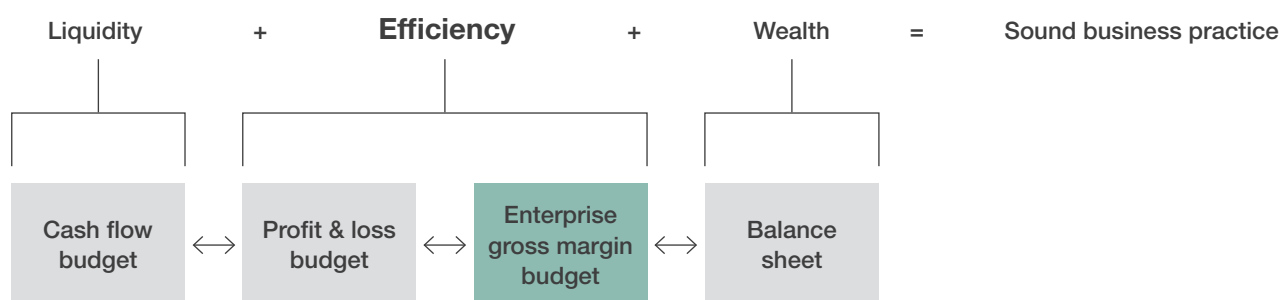 Liquidity + Efficiency + Wealth = Sound business practice
Cash flow
budget
Profit & loss
budget
Enterprise
gross margin
budget
Balance
sheet